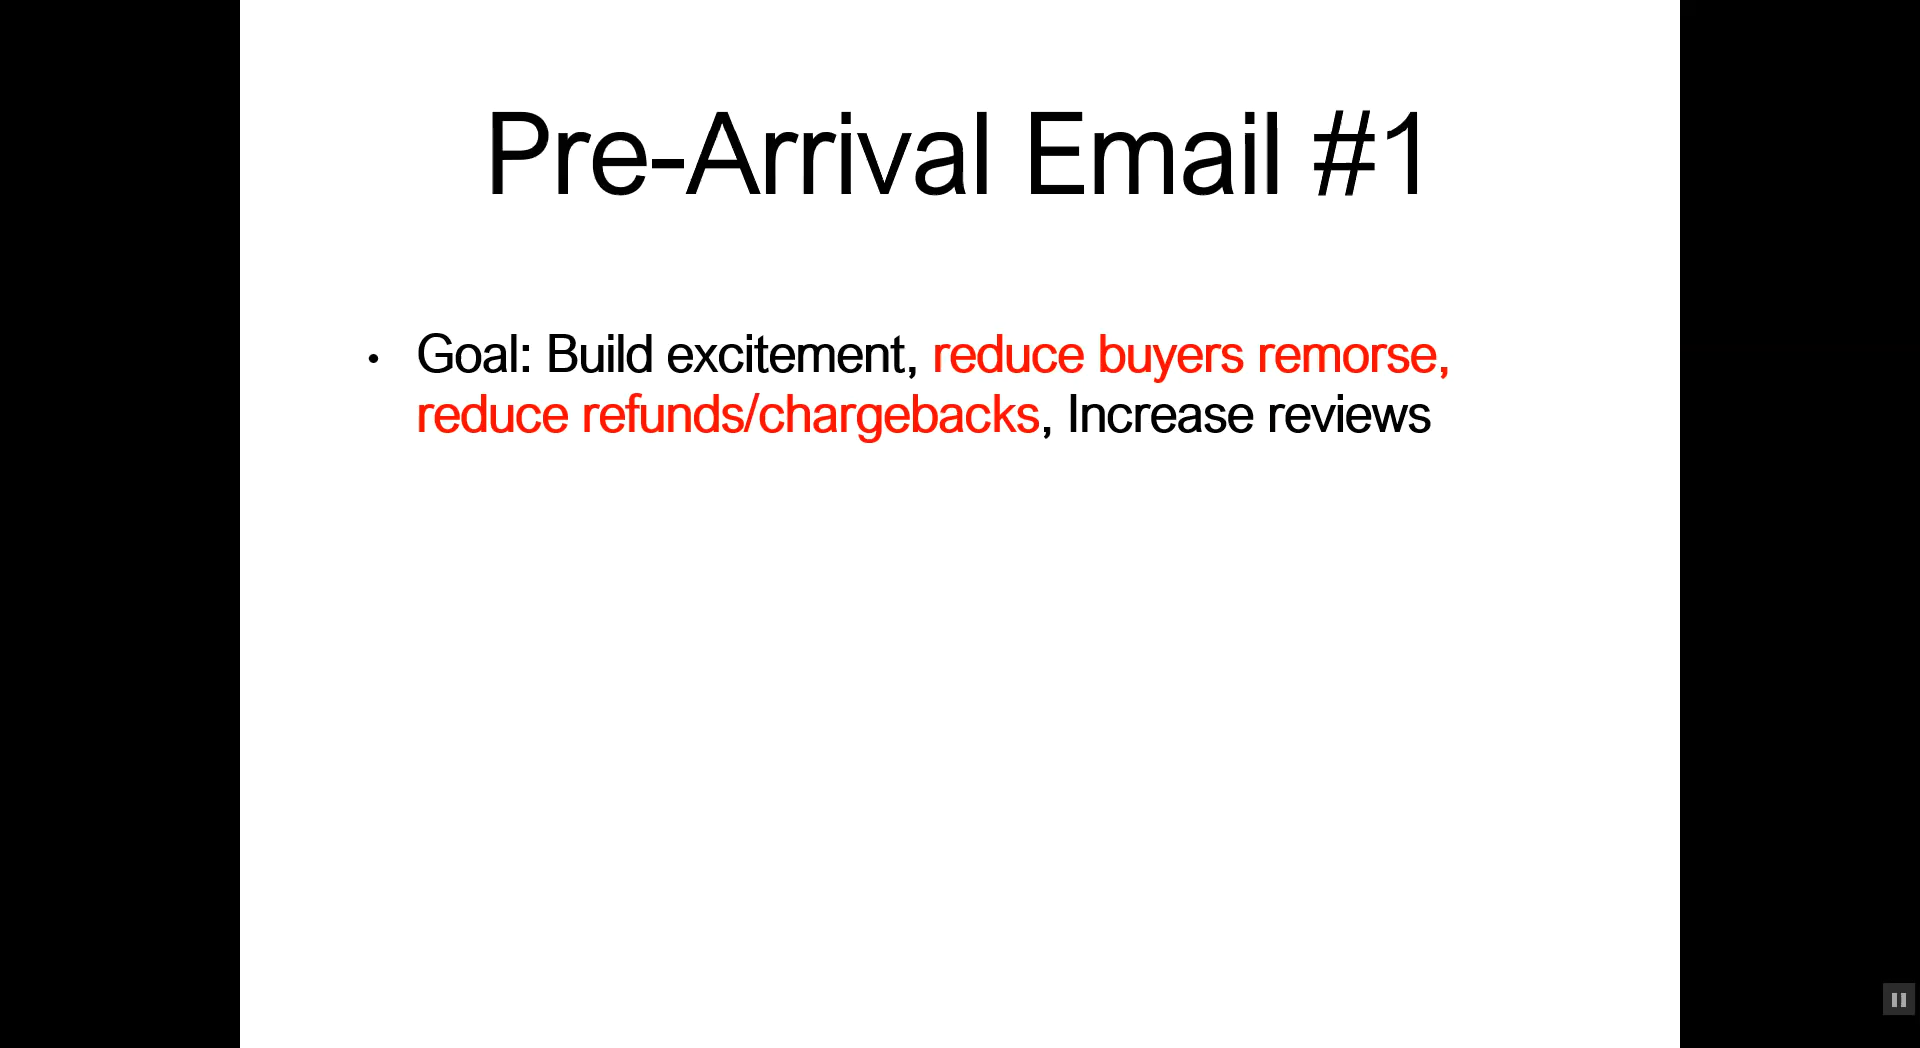 Pre-Arrival Email #1
• Goal: Build excitement, reduce buyers remorse,
reduce refunds/chargebacks, Increase reviews